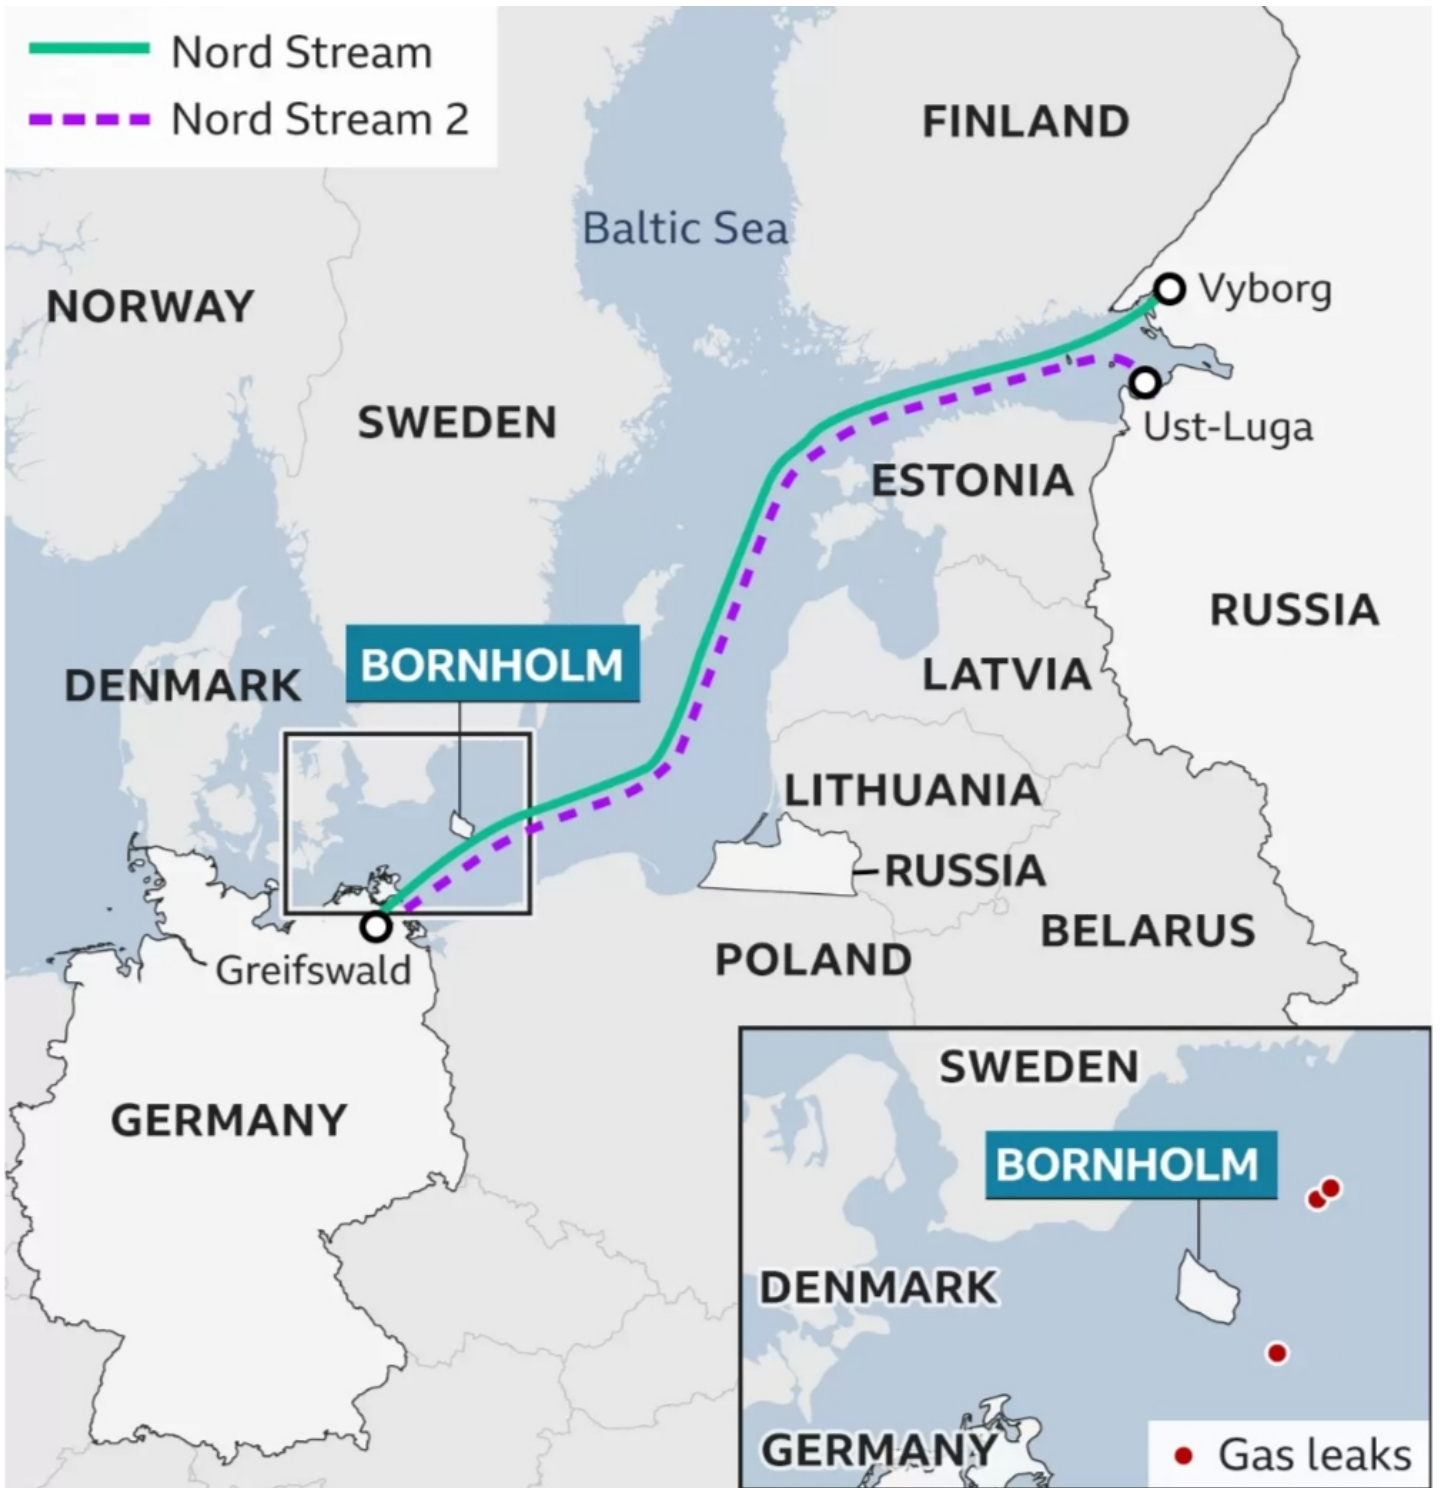 Nord Stream
Nord Stream 2
FINLAND
Baltic Sea
Vyborg
NORWAY
SWEDEN
Ust-Luga
ESTONIA
RUSSIA
BORNHOLM
LATVIA
DENMARK
LITHUANIA
RUSSIA
BELARUS
POLAND
Greifswald
GERMANY
SWEDEN
BORNHOLM
DENMARK
GERMANY
Gas leaks